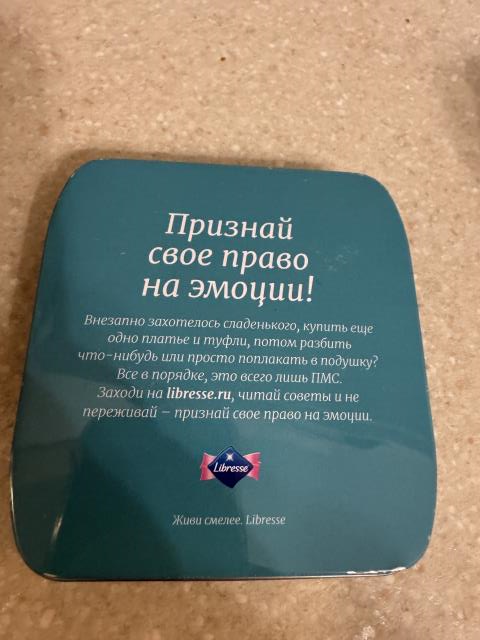 Признай
свое право
на эмоции!
Внезапно захотелось сладенького, купить еще
одно платье и туфли, потом разбить
что-нибудь или просто поплакать в подушку?
Все в порядке, это всего лишь ПМС.
Заходи на libresse.ru, читай советы и не
переживай – признай свое право на эмоции.
Libresse
Живи смелее. Libresse